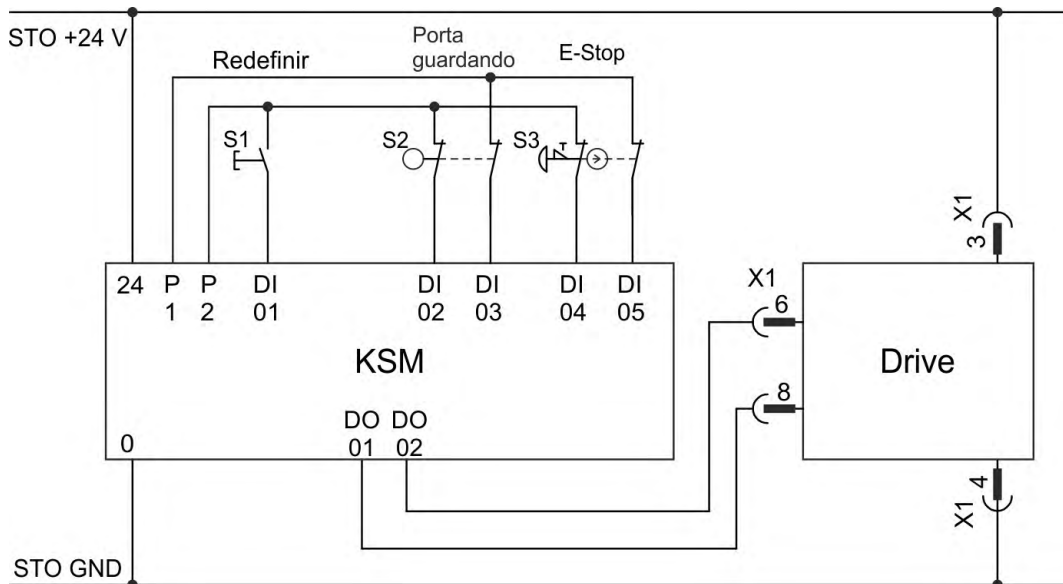 STO +24 V
Redefinir
Porta
guardando
E-Stop
S1
S2
S3
X1
3
24 P P DI DI DI DI DI
1 2 01 02 03 04 05
X1
6
KSM
Drive
8
DO DO
01 02
0
4
X1
STO GND